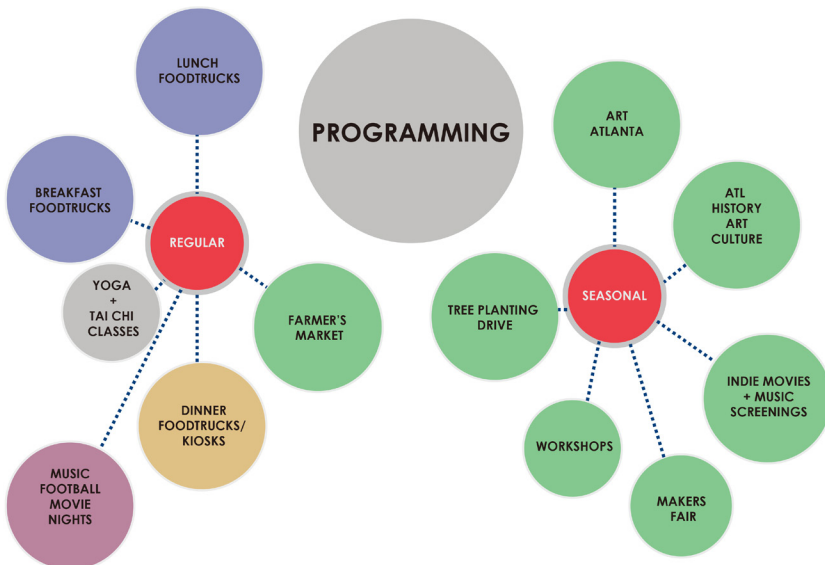 LUNCH
FOODTRUCKS
PROGRAMMING
ART
ATLANTA
BREAKFAST
FOODTRUCKS
ATL
HISTORY
ART
CULTURE
REGULAR
YOGA
+
TAI CHI
CLASSES
SEASONAL
FARMER'S
MARKET
TREE PLANTING
DRIVE
DINNER
FOODTRUCKS/
KIOSKS
INDIE MOVIES
+ MUSIC
SCREENINGS
WORKSHOPS
MUSIC
FOOTBALL
MOVIE
NIGHTS
MAKERS
FAIR